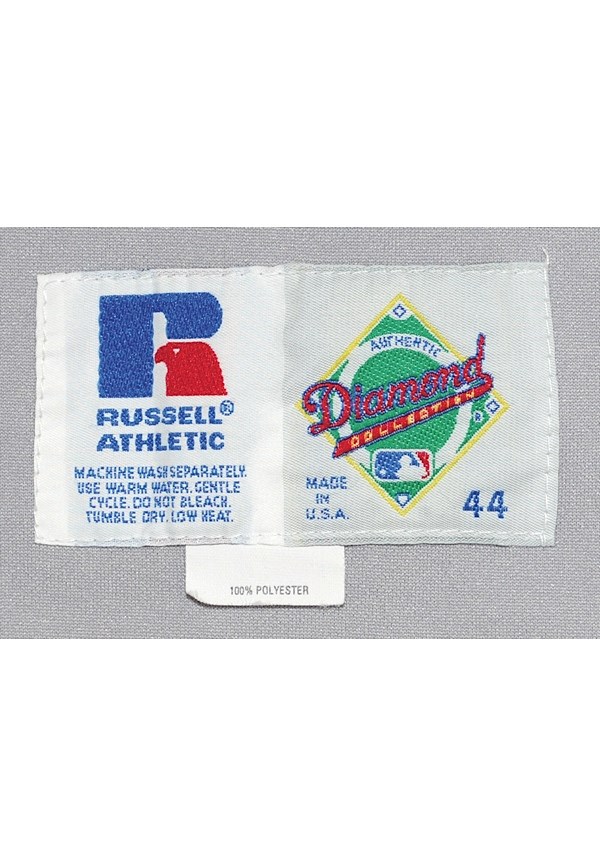 RUSSELL®
ATHLETIC
MACHINE WASH SEPARATELY.
USE WARM WATER. GENTLE
CYCLE. DO NOT BLEACH.
TUMBLE DRY. LOW HEAT.
AUTHENTIC
Diamond
COLLECTION
®
MADE
IN
U.S.A.
44
100% POLYESTER